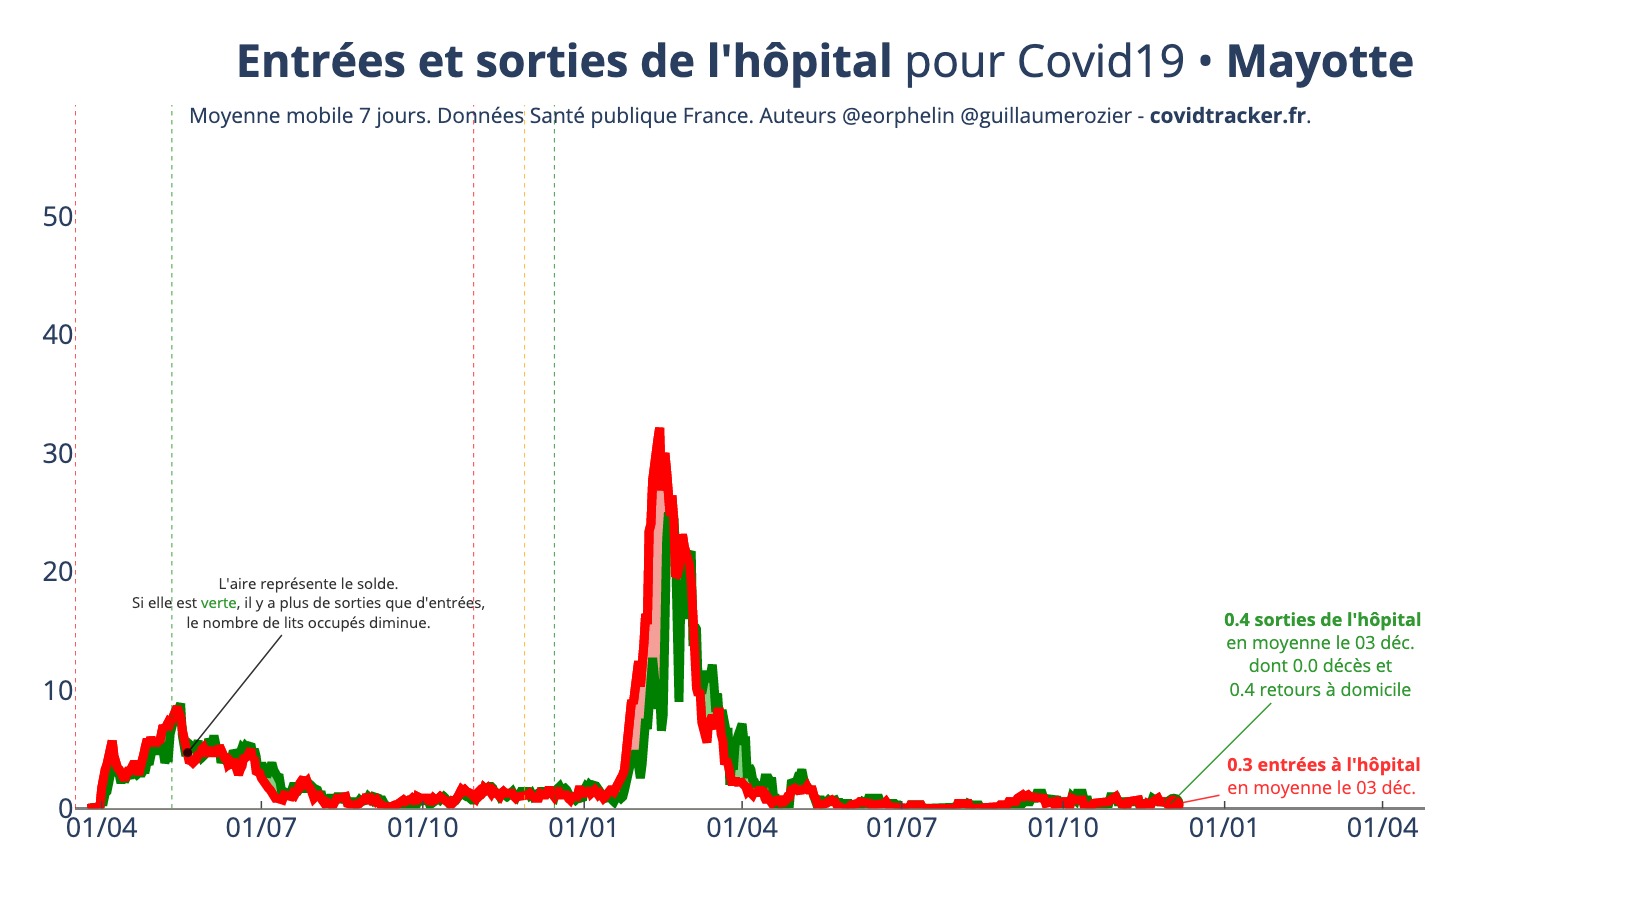 Entrées et sorties de l'hôpital pour Covid19 • Mayotte
Moyenne mobile 7 jours. Données Santé publique France. Auteurs @eorphelin @guillaumerozier - covidtracker.fr.
50
40
30
20
10
0
L'aire représente le solde.
Si elle est verte, il y a plus de sorties que d'entrées,
le nombre de lits occupés diminue.
0.4 sorties de l'hôpital
en moyenne le 03 déc.
dont 0.0 décès et
0.4 retours à domicile
0.3 entrées à l'hôpital
en moyenne le 03 déc.
01/04 01/07 01/10 01/01 01/04 01/07 01/10 01/01 01/04